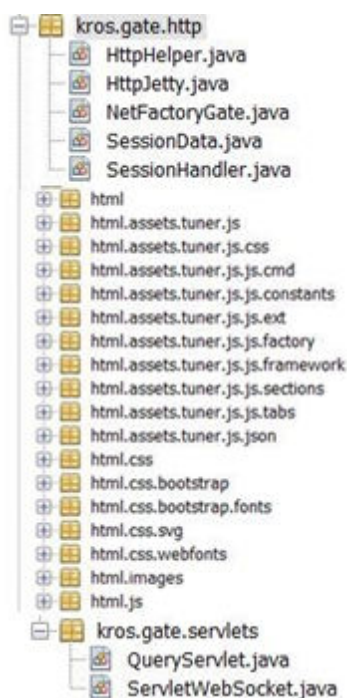 kros.gate.http
HttpHelper.java
HttpJetty.java
NetFactoryGate.java
SessionData.java
SessionHandler.java
html
html.assets.tuner.js
html.assets.tuner.js.css
html.assets.tuner.js.js.cmd
html.assets.tuner.js.js.constants
html.assets.tuner.js.js.ext
html.assets.tuner.js.js.factory
html.assets.tuner.js.js.framework
html.assets.tuner.js.js.sections
html.assets.tuner.js.js.tabs
html.assets.tuner.js.json
html.css
html.css.bootstrap
html.css.bootstrap.fonts
html.css.svg
html.css.webfonts
html.images
html.js
kros.gate.servlets
QueryServlet.java
ServletWebSocket.java